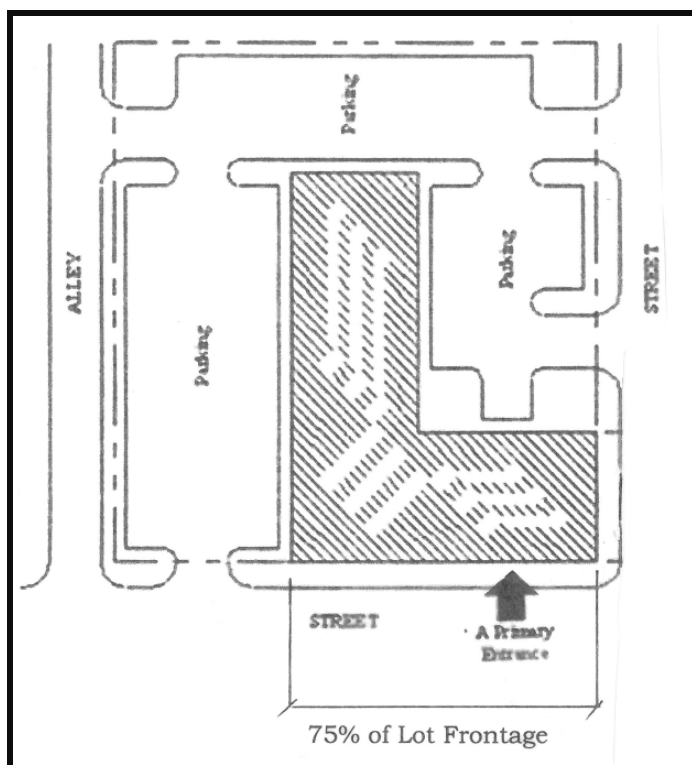 Parking
ALLEY
Parking
Parking
STREET
STREET
A Primary
Entrance
75% of Lot Frontage